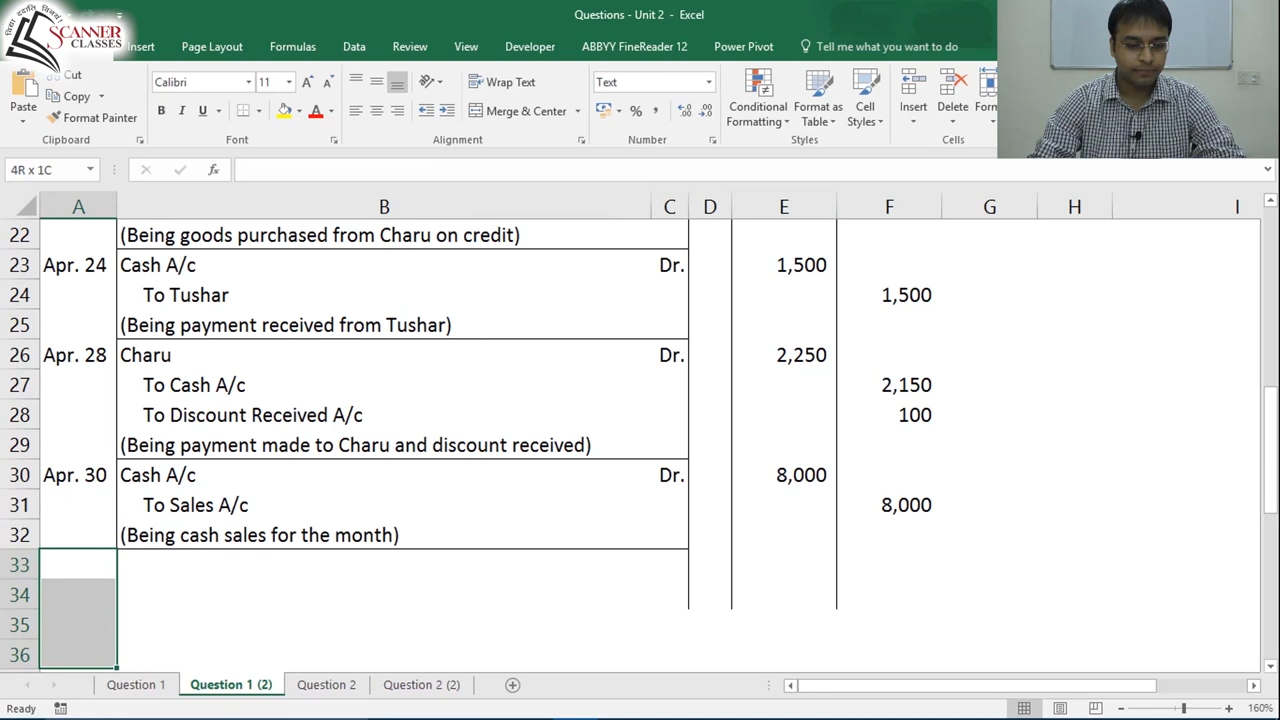 SCANNER
CLASSES
Questions - Unit 2 - Excel
Insert Page Layout Formulas Data Review View Developer ABBYY FineReader 12 Power Pivot Tell me what you want to do
Paste
Cut
Copy
Format Painter
Clipboard
Calibri 11
B I U
Font
Wrap Text
Merge & Center
Alignment
Text
% ,
Number
Conditional Formatting
Format as Table
Cell Styles
Styles
Insert Delete Form
Cells
4R x 1C fx
A B C D E F G H I
22 (Being goods purchased from Charu on credit)
23 Apr. 24 Cash A/c Dr. 1,500
24 To Tushar 1,500
25 (Being payment received from Tushar)
26 Apr. 28 Charu Dr. 2,250
27 To Cash A/c 2,150
28 To Discount Received A/c 100
29 (Being payment made to Charu and discount received)
30 Apr. 30 Cash A/c Dr. 8,000
31 To Sales A/c 8,000
32 (Being cash sales for the month)
33
34
35
36
Question 1 Question 1 (2) Question 2 Question 2 (2)
Ready 160%